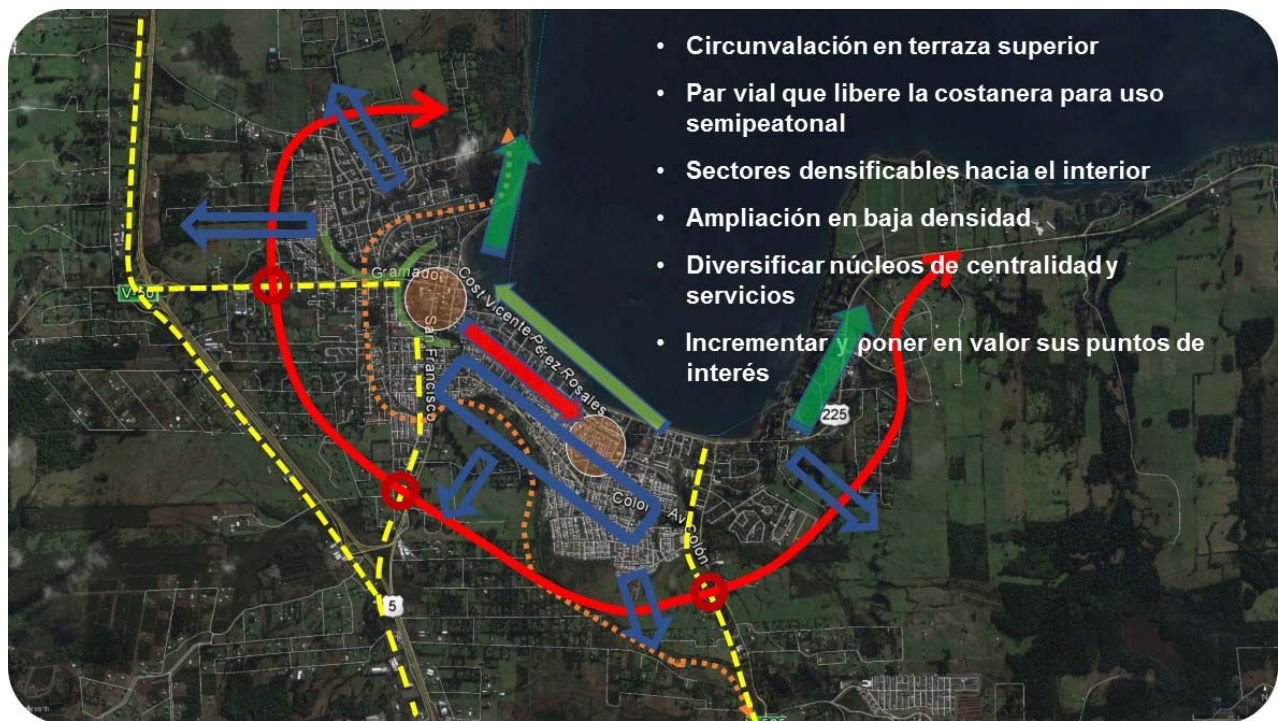 • Circunvalación en terraza superior
• Par vial que libere la costanera para uso
semipeatonal
• Sectores densificables hacia el interior
• Ampliación en baja densidad
• Diversificar núcleos de centralidad y
servicios
• Incrementar y poner en valor sus puntos de
interés
V-50
Gramado
Cost Vicente Pérez Rosales
San Francisco
225
Colón
Av Colón
5
N